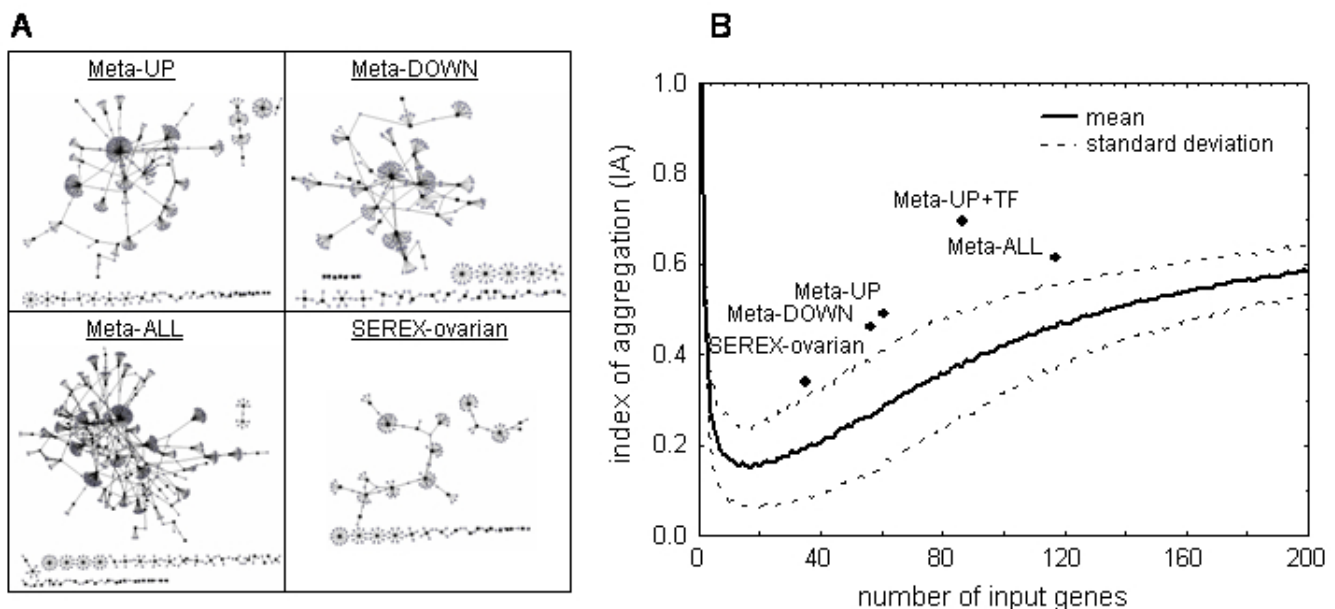 A
Meta-UP
Meta-DOWN
Meta-ALL
SEREX-ovarian
B
index of aggregation (IA)
1.0
0.8
0.6
0.4
0.2
0.0
mean
standard deviation
Meta-UP+TF
Meta-ALL
Meta-UP
Meta-DOWN
SEREX-ovarian
0
40
80
120
160
200
number of input genes